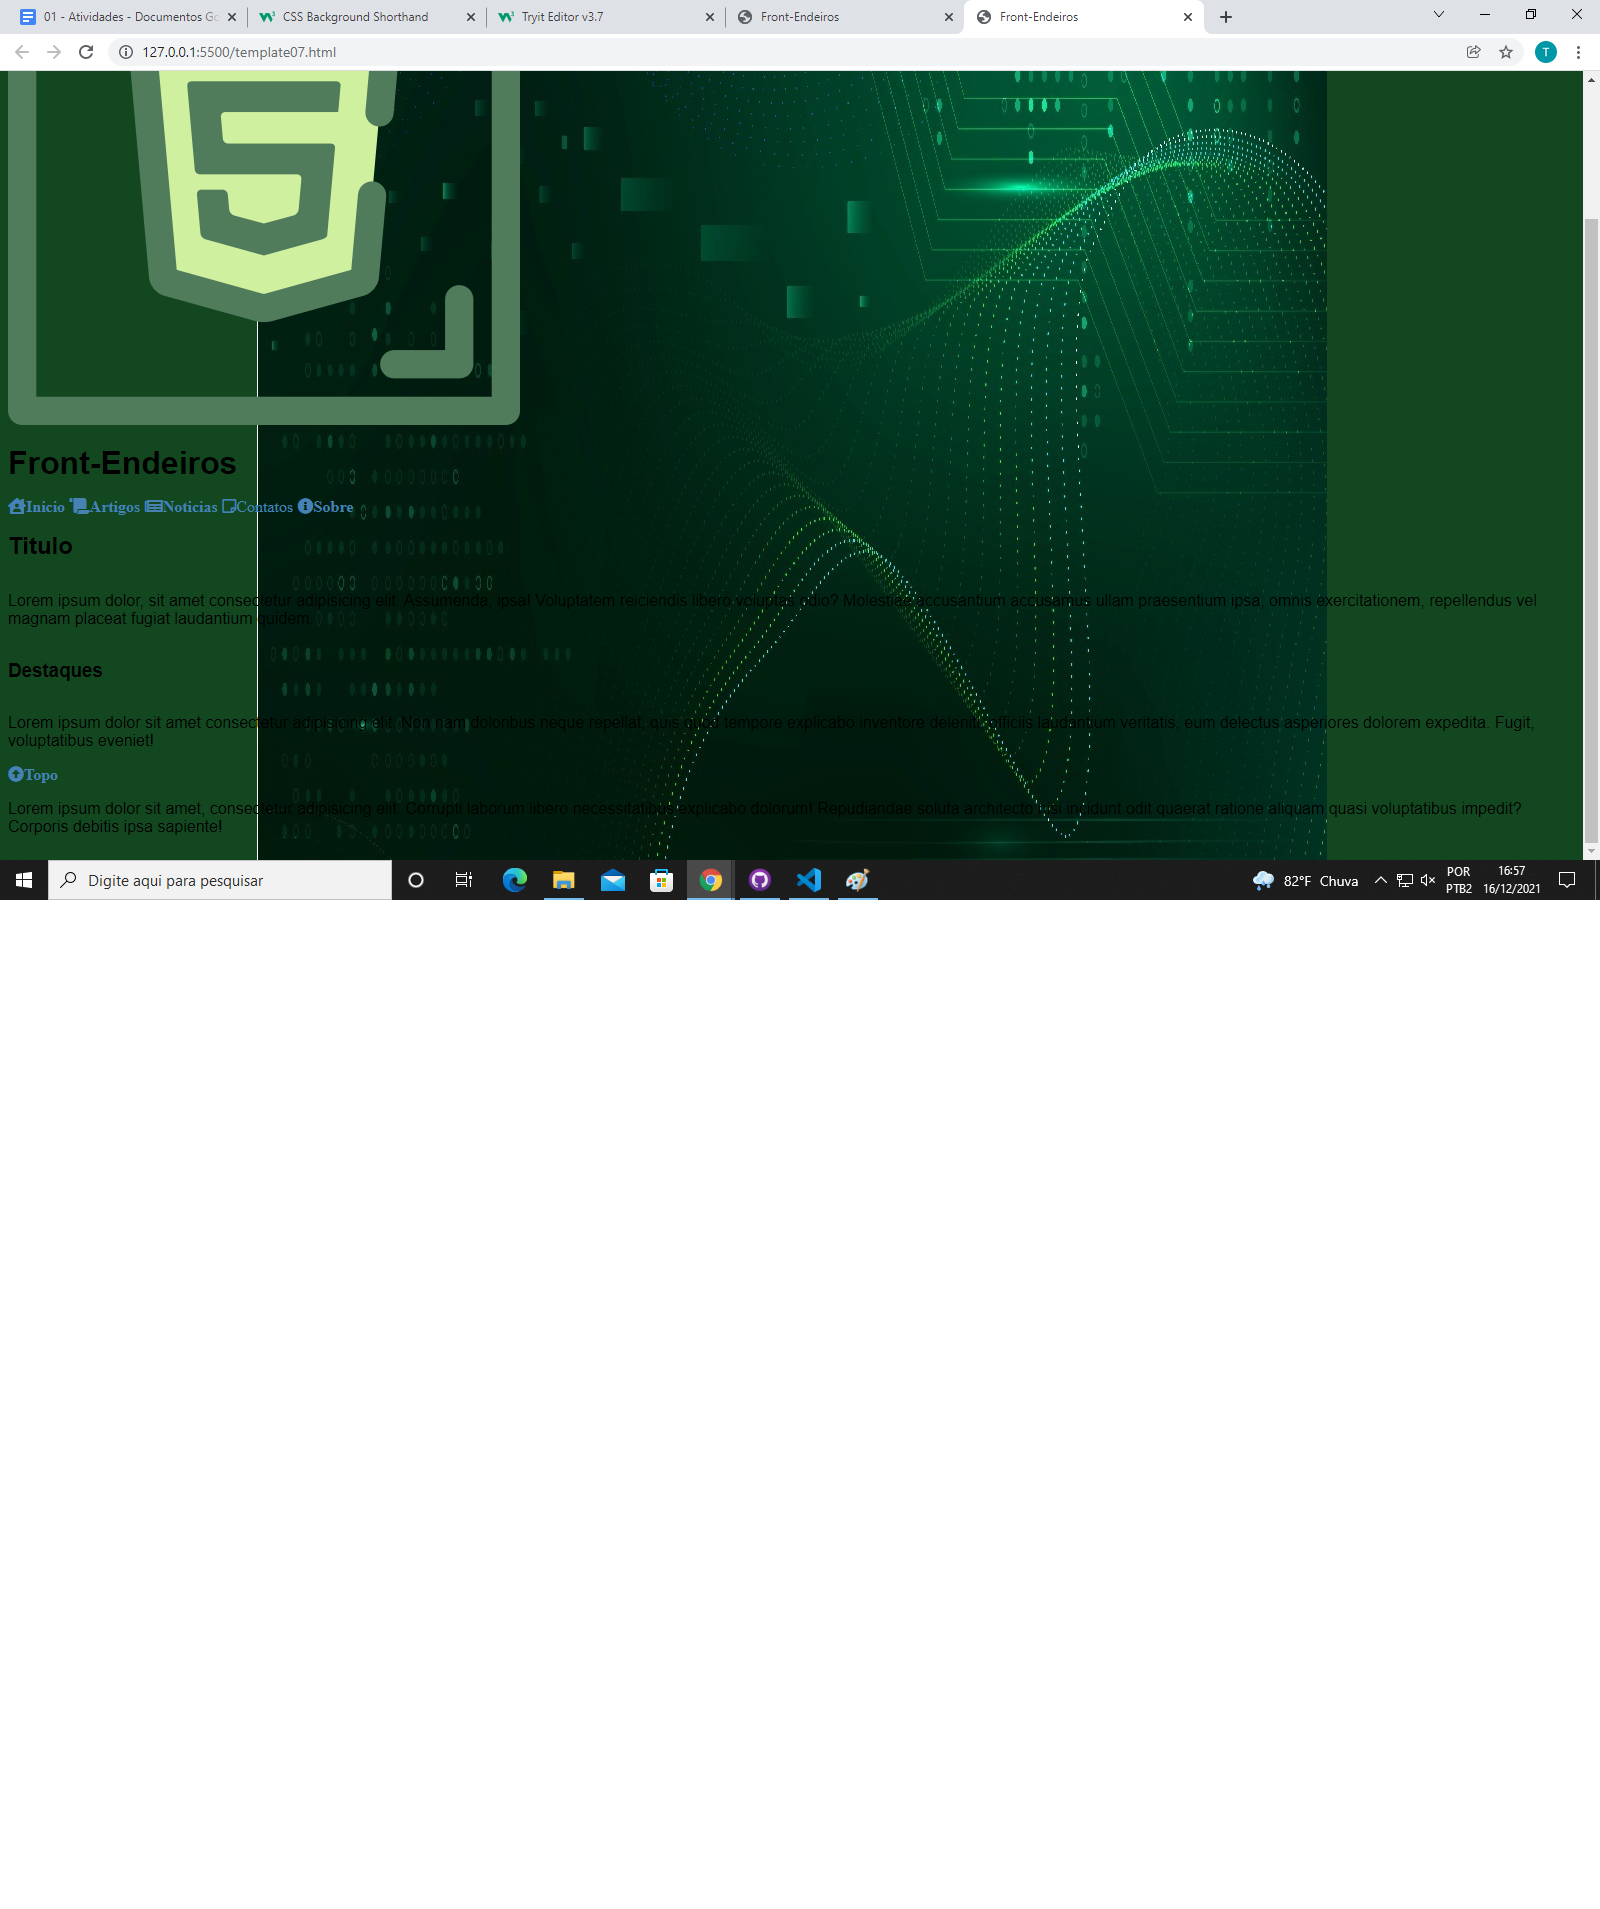 01 - Atividades - Documentos Go
CSS Background Shorthand
Tryit Editor v3.7
Front-Endeiros
Front-Endeiros
127.0.0.1:5500/template07.html
T
Front-Endeiros
Inicio Artigos Noticias Contatos Sobre
Titulo
Lorem ipsum dolor, sit amet consectetur adipisicing elit. Assumenda, ipsa! Voluptatem reiciendis libero voluptas odio? Molestiae accusantium accusamus ullam praesentium ipsa, omnis exercitationem, repellendus vel
magnam placeat fugiat laudantium quidem.
Destaques
Lorem ipsum dolor sit amet consectetur adipisicing elit. Non nam doloribus neque repellat, quis quod tempore explicabo inventore deleniti officiis laudantium veritatis, eum delectus asperiores dolorem expedita. Fugit,
voluptatibus eveniet!
Topo
Lorem ipsum dolor sit amet, consectetur adipisicing elit. Corrupti laborum libero necessitatibus explicabo dolorum! Repudiandae soluta architecto nisi incidunt odit quaerat ratione aliquam quasi voluptatibus impedit?
Corporis debitis ipsa sapiente!
Digite aqui para pesquisar
82°F Chuva
POR
PTB2
16:57
16/12/2021